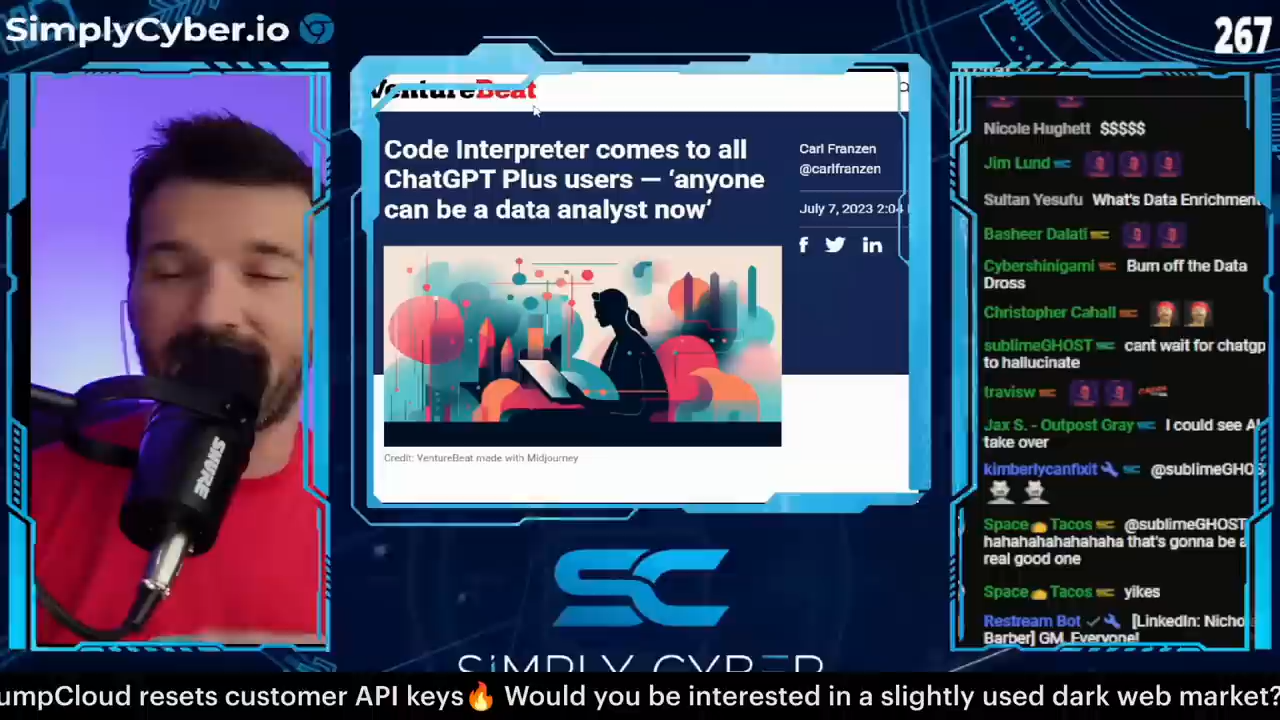 SimplyCyber.io
267
VentureBeat
Code Interpreter comes to all
ChatGPT Plus users — ‘anyone
can be a data analyst now’
Carl Franzen
@carlfranzen
July 7, 2023 2:04
Credit: VentureBeat made with Midjourney
SHURE
Nicole Hughett $$$$$
Jim Lund
Sultan Yesufu What's Data Enrichment
Basheer Dalati
Cybershinigami Burn off the Data
Dross
Christopher Cahall
sublimeGHOST cant wait for chatgp
to hallucinate
travisw
Jax S. - Outpost Gray I could see AI
take over
kimberlycanfixit @sublimeGHOS
Space Tacos @sublimeGHOST
hahahahahahahaha that's gonna be a
real good one
Space Tacos yikes
Restream Bot [LinkedIn: Nicho
Barber] GM, Everyone!
SC
SIMPLY CYBER
umpCloud resets customer API keys🔥 Would you be interested in a slightly used dark web market?